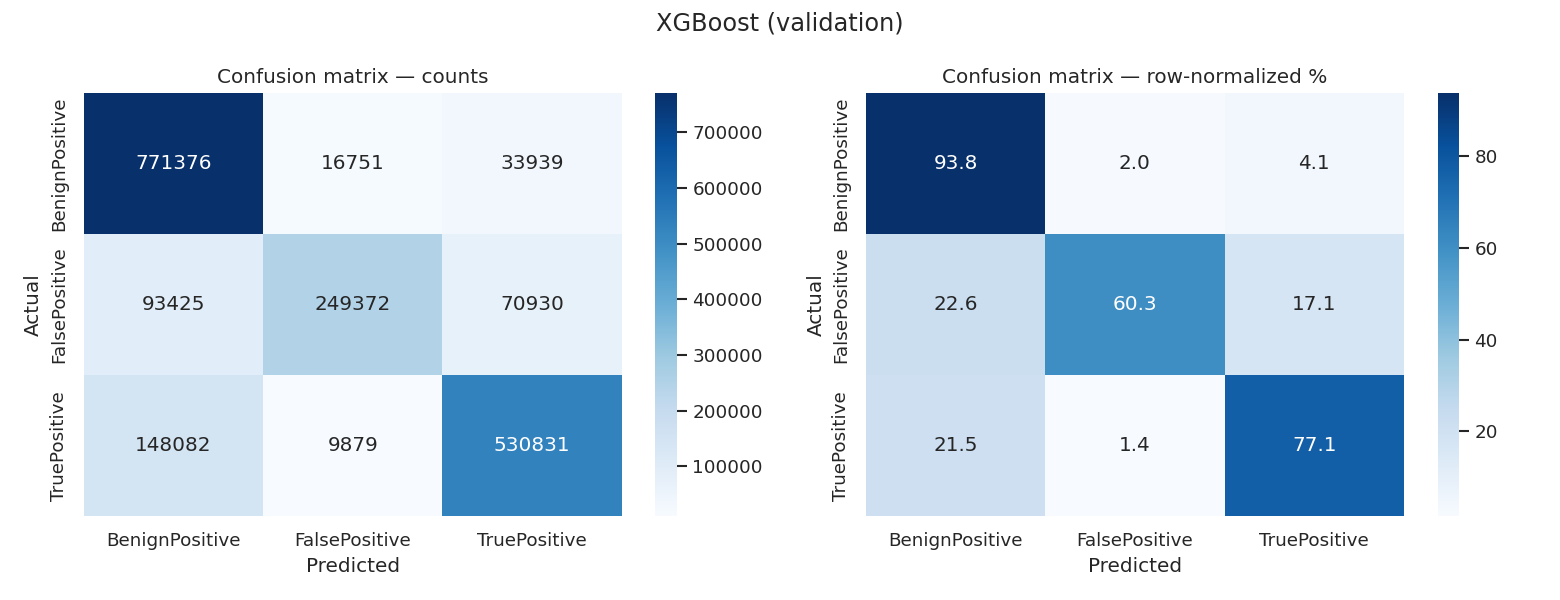 XGBoost (validation)
Confusion matrix — counts
Actual
BenignPositive
FalsePositive
TruePositive
771376 16751 33939
93425 249372 70930
148082 9879 530831
BenignPositive FalsePositive TruePositive
Predicted
700000
600000
500000
400000
300000
200000
100000
Confusion matrix — row-normalized %
Actual
BenignPositive
FalsePositive
TruePositive
93.8 2.0 4.1
22.6 60.3 17.1
21.5 1.4 77.1
BenignPositive FalsePositive TruePositive
Predicted
80
60
40
20